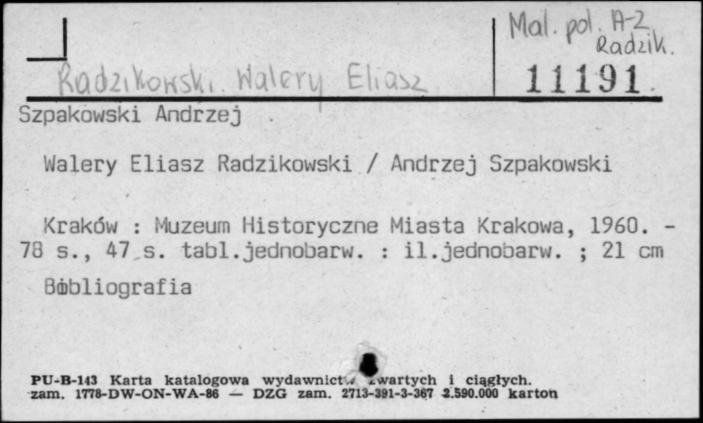 Mal. pol. A-Z
Radzik.
Radzikowski Walery Eliasz
11191
Szpakowski Andrzej
Walery Eliasz Radzikowski / Andrzej Szpakowski
Kraków : Muzeum Historyczne Miasta Krakowa, 1960. -
78 s., 47 s. tabl.jednobarw. : il.jednobarw. ; 21 cm
Bibliografia
PU-B-143 Karta katalogowa wydawnictw zwartych i ciągłych.
zam. 1778-DW-ON-WA-86 — DZG zam. 2713-391-3-367 2.590.000 karton